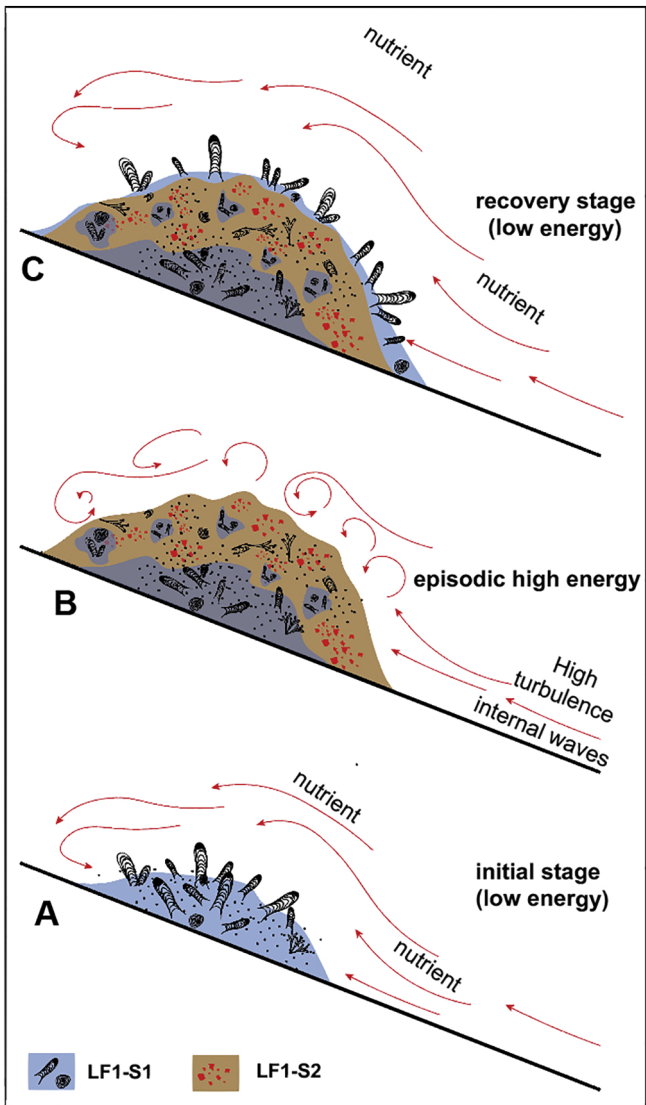 nutrient
recovery stage
(low energy)
C
nutrient
episodic high energy
B
High
turbulence
internal waves
nutrient
initial stage
(low energy)
A
nutrient
LF1-S1
LF1-S2